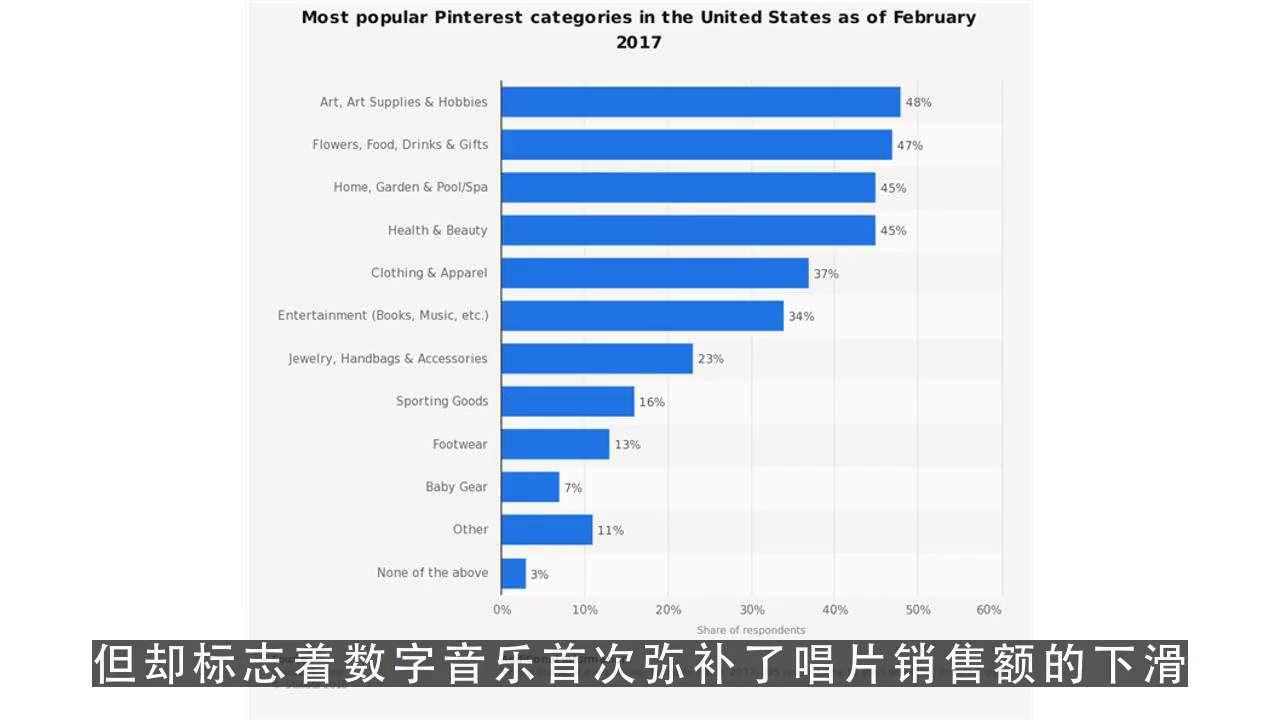 Most popular Pinterest categories in the United States as of February
2017
Art, Art Supplies & Hobbies
48%
Flowers, Food, Drinks & Gifts
47%
Home, Garden & Pool/Spa
45%
Health & Beauty
45%
Clothing & Apparel
37%
Entertainment (Books, Music, etc.)
34%
Jewelry, Handbags & Accessories
23%
Sporting Goods
16%
Footwear
13%
Baby Gear
7%
Other
11%
None of the above
3%
0% 10% 20% 30% 40% 50% 60%
Share of respondents
但却标志着数字音乐首次弥补了唱片销售额的下滑